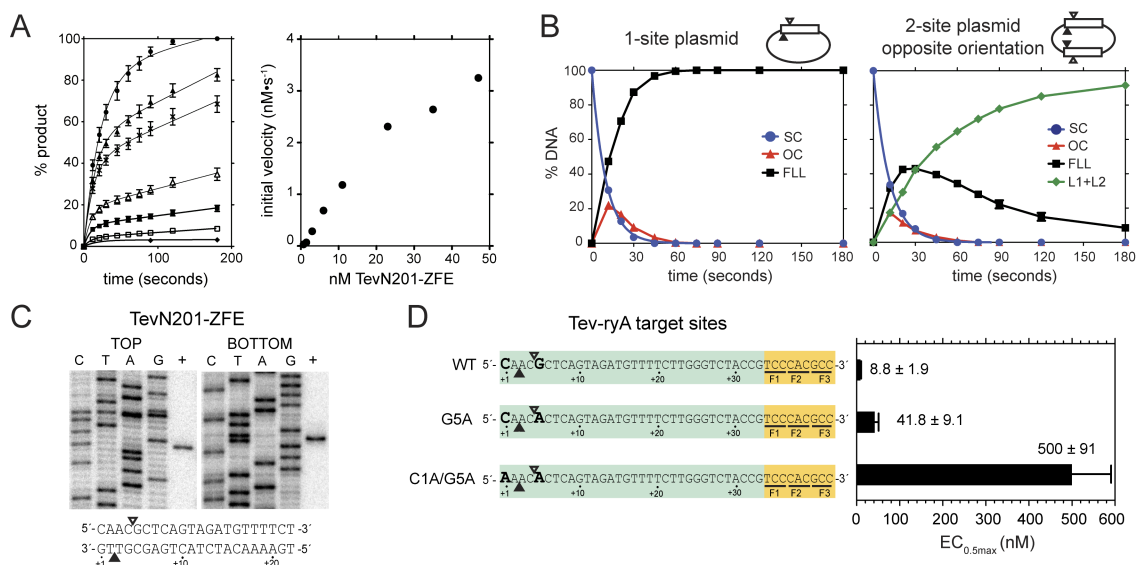 A
% product
100
80
60
40
20
0
0 100 200
time (seconds)
initial velocity (nM•s⁻¹)
4
3
2
1
0
0 10 20 30 40 50
nM TevN201-ZFE
B
1-site plasmid
2-site plasmid
opposite orientation
% DNA
100
80
60
40
20
0
SC
OC
FLL
0 30 60 90 120 150 180
time (seconds)
SC
OC
FLL
L1+L2
0 30 60 90 120 150 180
time (seconds)
C
TevN201-ZFE
TOP BOTTOM
C T A G + C T A G +
5´-CAACGCTCAGTAGATGTTTTCT-3´
3´-GTTGCGAGTCATCTACAAAAGT-5´
+1 +10 +20
D
Tev-ryA target sites
WT 5´-CAACGCTCAGTAGATGTTTTCTTGGGTCTACCGTCCCACGCC-3´
+1 +10 +20 +30 F1 F2 F3
8.8 ± 1.9
G5A 5´-CAACACTCAGTAGATGTTTTCTTGGGTCTACCGTCCCACGCC-3´
+1 +10 +20 +30 F1 F2 F3
41.8 ± 9.1
C1A/G5A 5´-AAACACTCAGTAGATGTTTTCTTGGGTCTACCGTCCCACGCC-3´
+1 +10 +20 +30 F1 F2 F3
500 ± 91
0 100 200 300 400 500 600
EC0.5max (nM)